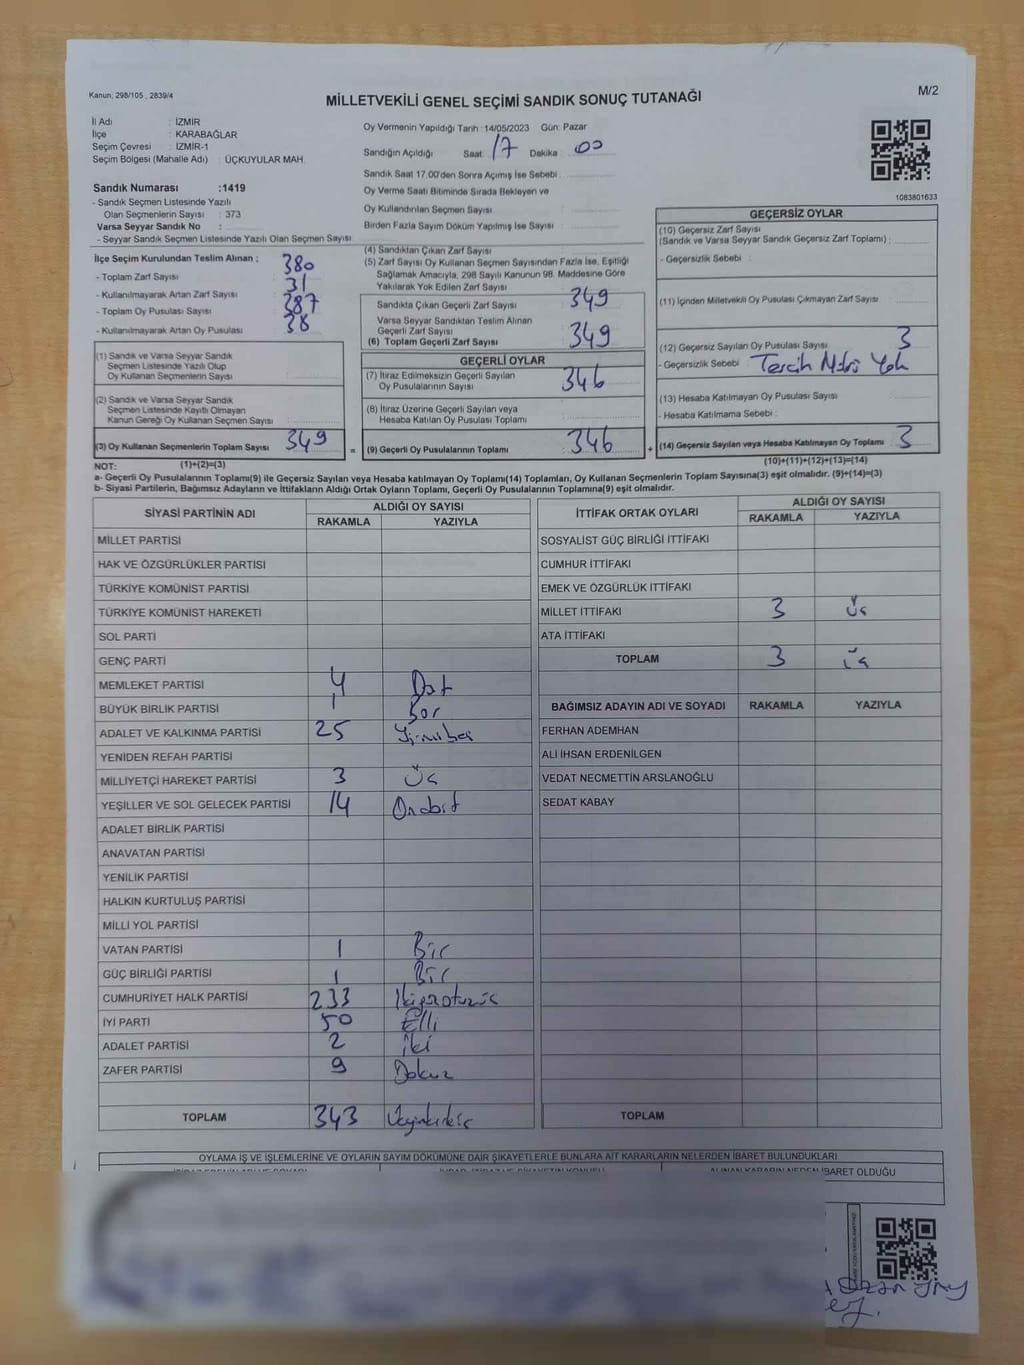 Kanun; 298/105 , 2839/4
MİLLETVEKİLİ GENEL SEÇİMİ SANDIK SONUÇ TUTANAĞI
M/2
İl Adı : İZMİR
İlçe : KARABAĞLAR
Seçim Çevresi : İZMİR-1
Seçim Bölgesi (Mahalle Adı) : ÜÇKUYULAR MAH.
Sandık Numarası :1419
- Sandık Seçmen Listesinde Yazılı
Olan Seçmenlerin Sayısı : 373
Varsa Seyyar Sandık No :
- Seyyar Sandık Seçmen Listesinde Yazılı Olan Seçmen Sayısı:
Oy Vermenin Yapıldığı Tarih :14/05/2023 Gün: Pazar
Sandığın Açıldığı Saat 17 Dakika 00
Sandık Saat 17.00'den Sonra Açımış İse Sebebi :
Oy Verme Saati Bitiminde Sırada Bekleyen ve
Oy Kullandırılan Seçmen Sayısı :
Birden Fazla Sayım Döküm Yapılmış İse Sayısı :
1083801633
İlçe Seçim Kurulundan Teslim Alınan ;
- Toplam Zarf Sayısı 380
- Kullanılmayarak Artan Zarf Sayısı 31
- Toplam Oy Pusulası Sayısı 387
- Kullanılmayarak Artan Oy Pusulası 38
(1) Sandık ve Varsa Seyyar Sandık
Seçmen Listesinde Yazılı Olup
Oy Kullanan Seçmenlerin Sayısı :
(2) Sandık ve Varsa Seyyar Sandık
Seçmen Listesinde Kayıtlı Olmayan
Kanun Gereği Oy Kullanan Seçmen Sayısı :
(3) Oy Kullanan Seçmenlerin Toplam Sayısı 349 =
(4) Sandıktan Çıkan Zarf Sayısı
(5) Zarf Sayısı Oy Kullanan Seçmen Sayısından Fazla İse, Eşitliği
Sağlamak Amacıyla, 298 Sayılı Kanunun 98. Maddesine Göre
Yakılarak Yok Edilen Zarf Sayısı :
Sandıkta Çıkan Geçerli Zarf Sayısı : 349
Varsa Seyyar Sandıktan Teslim Alınan
Geçerli Zarf Sayısı :
(6) Toplam Geçerli Zarf Sayısı : 349
GEÇERLİ OYLAR
(7) İtiraz Edilmeksizin Geçerli Sayılan
Oy Pusulalarının Sayısı : 346
(8) İtiraz Üzerine Geçerli Sayılan veya
Hesaba Katılan Oy Pusulası Toplamı :
(9) Geçerli Oy Pusulalarının Toplamı : 346 +
GEÇERSİZ OYLAR
(10) Geçersiz Zarf Sayısı
(Sandık ve Varsa Seyyar Sandık Geçersiz Zarf Toplamı) :
- Geçersizlik Sebebi :
(11) İçinden Milletvekili Oy Pusulası Çıkmayan Zarf Sayısı :
(12) Geçersiz Sayılan Oy Pusulası Sayısı : 3
- Geçersizlik Sebebi : Tercih Mührü Yok
(13) Hesaba Katılmayan Oy Pusulası Sayısı :
- Hesaba Katılmama Sebebi :
(14) Geçersiz Sayılan veya Hesaba Katılmayan Oy Toplamı : 3
NOT: (1)+(2)=(3)
(10)+(11)+(12)+(13)=(14)
a- Geçerli Oy Pusulalarının Toplamı(9) ile Geçersiz Sayılan veya Hesaba katılmayan Oy Toplamı(14) Toplamları, Oy Kullanan Seçmenlerin Toplam Sayısına(3) eşit olmalıdır. (9)+(14)=(3)
b- Siyasi Partilerin, Bağımsız Adayların ve İttifakların Aldığı Ortak Oyların Toplamı, Geçerli Oy Pusulalarının Toplamına(9) eşit olmalıdır.
SİYASİ PARTİNİN ADI ALDIĞI OY SAYISI
RAKAMLA YAZIYLA
MİLLET PARTİSİ
HAK VE ÖZGÜRLÜKLER PARTİSİ
TÜRKİYE KOMÜNİST PARTİSİ
TÜRKİYE KOMÜNİST HAREKETİ
SOL PARTİ
GENÇ PARTİ
MEMLEKET PARTİSİ 4 Dört
BÜYÜK BİRLİK PARTİSİ 1 Bir
ADALET VE KALKINMA PARTİSİ 25 Yirmibeş
YENİDEN REFAH PARTİSİ
MİLLİYETÇİ HAREKET PARTİSİ 3 Üç
YEŞİLLER VE SOL GELECEK PARTİSİ 14 Ondört
ADALET BİRLİK PARTİSİ
ANAVATAN PARTİSİ
YENİLİK PARTİSİ
HALKIN KURTULUŞ PARTİSİ
MİLLİ YOL PARTİSİ
VATAN PARTİSİ 1 Bir
GÜÇ BİRLİĞİ PARTİSİ 1 Bir
CUMHURİYET HALK PARTİSİ 233
İYİ PARTİ 50 Elli
ADALET PARTİSİ 2 iki
ZAFER PARTİSİ 9 Dokuz
TOPLAM 343
İTTİFAK ORTAK OYLARI ALDIĞI OY SAYISI
RAKAMLA YAZIYLA
SOSYALİST GÜÇ BİRLİĞİ İTTİFAKI
CUMHUR İTTİFAKI
EMEK VE ÖZGÜRLÜK İTTİFAKI
MİLLET İTTİFAKI 3 Üç
ATA İTTİFAKI
TOPLAM 3 Üç
BAĞIMSIZ ADAYIN ADI VE SOYADI RAKAMLA YAZIYLA
FERHAN ADEMHAN
ALİ İHSAN ERDENİLGEN
VEDAT NECMETTİN ARSLANOĞLU
SEDAT KABAY
TOPLAM
OYLAMA İŞ VE İŞLEMLERİNE VE OYLARIN SAYIM DÖKÜMÜNE DAİR ŞİKAYETLERLE BUNLARA AİT KARARLARIN NELERDEN İBARET BULUNDUKLARI
ALINAN KARARIN NEDEN İBARET OLDUĞU